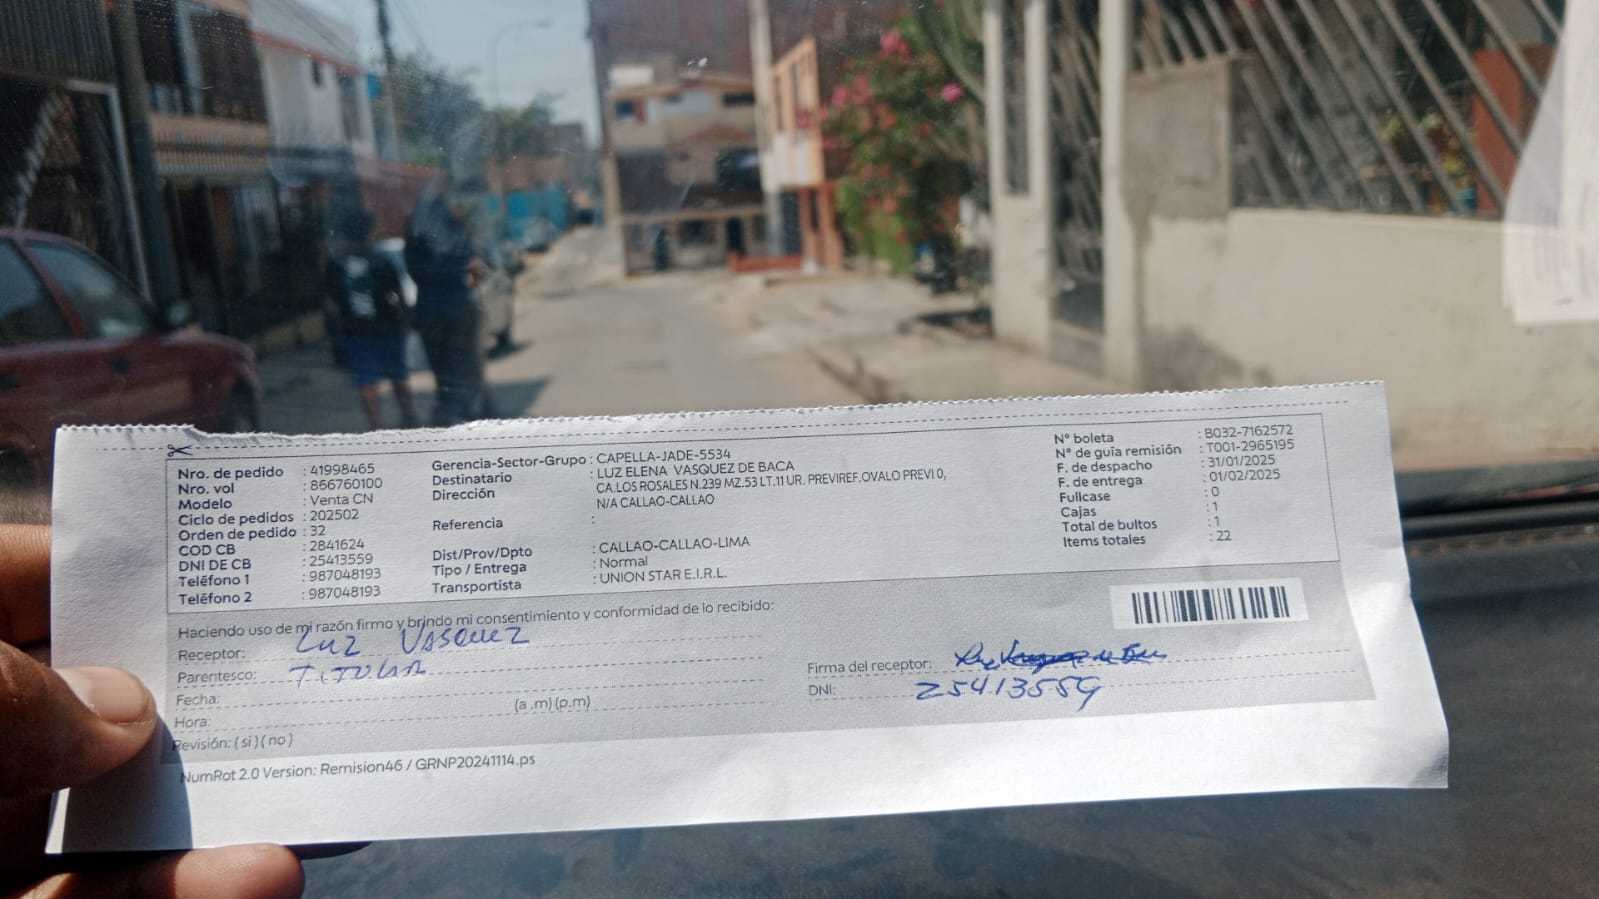 Nro. de pedido : 41998465
Nro. vol : 866760100
Modelo : Venta CN
Ciclo de pedidos : 202502
Orden de pedido : 32
COD CB : 2841624
DNI DE CB : 25413559
Teléfono 1 : 987048193
Teléfono 2 : 987048193
Gerencia-Sector-Grupo : CAPELLA-JADE-5534
Destinatario : LUZ ELENA VASQUEZ DE BACA
Dirección : CA.LOS ROSALES N.239 MZ.53 LT.11 UR. PREVIREF.OVALO PREVI 0,
N/A CALLAO-CALLAO
Referencia :
Dist/Prov/Dpto : CALLAO-CALLAO-LIMA
Tipo / Entrega : Normal
Transportista : UNION STAR E.I.R.L.
N° boleta : B032-7162572
N° de guía remisión : T001-2965195
F. de despacho : 31/01/2025
F. de entrega : 01/02/2025
Fullcase : 0
Cajas : 1
Total de bultos : 1
Items totales : 22
Haciendo uso de mi razón firmo y brindo mi consentimiento y conformidad de lo recibido:
Receptor: Luz Vasquez
Parentesco: TITULAR
Fecha:
Hora: (a .m) (p.m)
Revisión: ( si ) ( no )
Firma del receptor:
DNI: 25413559
NumRot 2.0 Version: Remision46 / GRNP20241114.ps